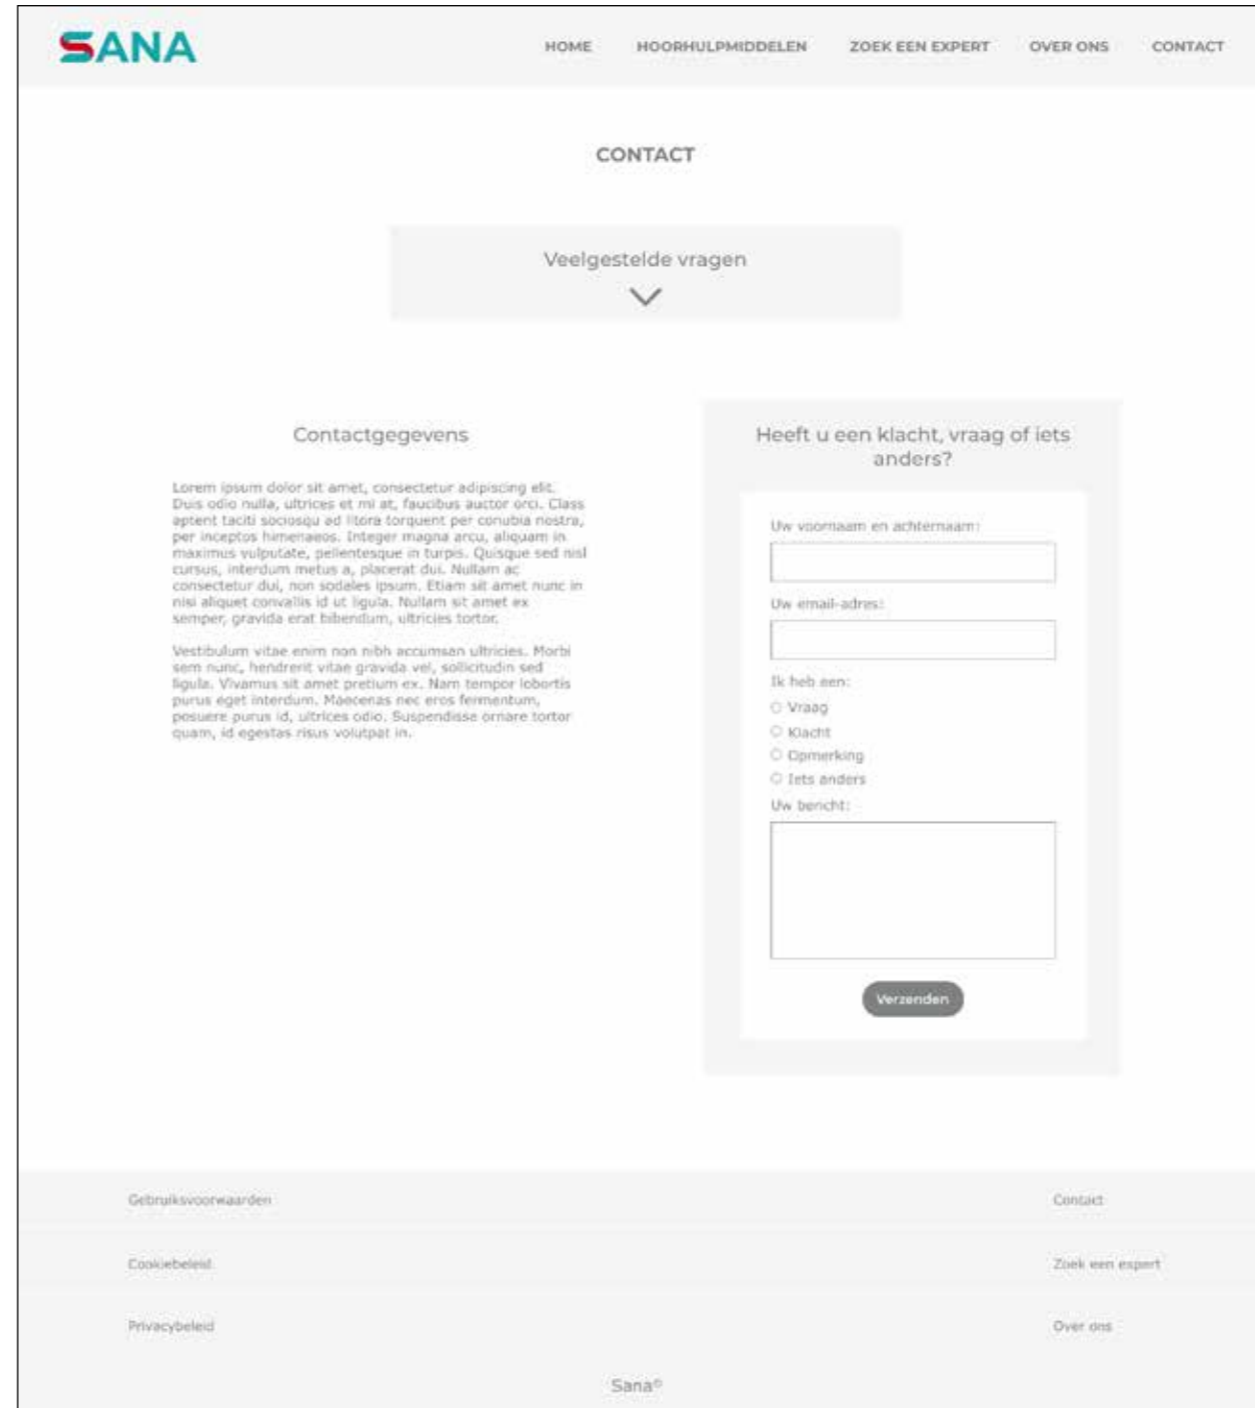 SANA
HOME HOORHULPMIDDELEN ZOEK EEN EXPERT OVER ONS CONTACT
CONTACT
Veelgestelde vragen
Contactgegevens
Lorem ipsum dolor sit amet, consectetur adipiscing elit.
Duis odio nulla, ultrices et mi at, faucibus auctor orci. Class
aptent taciti sociosqu ad litora torquent per conubia nostra,
per inceptos himenaeos. Integer magna arcu, aliquam in
maximus vulputate, pellentesque in turpis. Quisque sed nisl
cursus, interdum metus a, placerat dui. Nullam ac
consectetur dui, non sodales ipsum. Etiam sit amet nunc in
nisi aliquet convallis id ut ligula. Nullam sit amet ex
semper, gravida erat bibendum, ultricies tortor.
Vestibulum vitae enim non nibh accumsan ultricies. Morbi
sem nunc, hendrerit vitae gravida vel, sollicitudin sed
ligula. Vivamus sit amet pretium ex. Nam tempor lobortis
purus eget interdum. Maecenas nec eros fermentum,
posuere purus id, ultrices odio. Suspendisse ornare tortor
quam, id egestas risus volutpat in.
Heeft u een klacht, vraag of iets
anders?
Uw voornaam en achternaam:
Uw email-adres:
Ik heb een:
Vraag
Klacht
Opmerking
Iets anders
Uw bericht:
Verzenden
Gebruiksvoorwaarden
Cookiebeleid
Privacybeleid
Contact
Zoek een expert
Over ons
Sana©